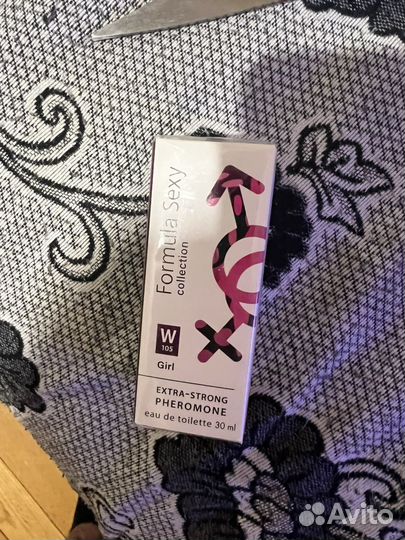 Formula Sexy
collection
W
105
Girl
EXTRA-STRONG
PHEROMONE
eau de toilette 30 ml
Avito